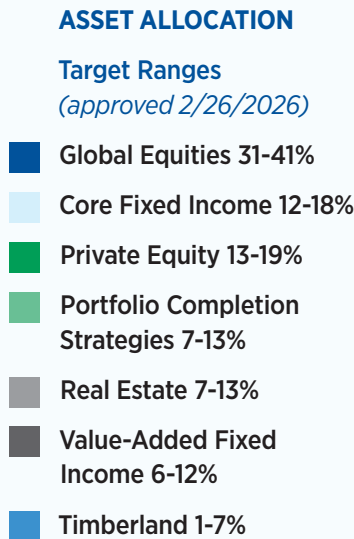 ASSET ALLOCATION
Target Ranges
(approved 2/26/2026)
Global Equities 31-41%
Core Fixed Income 12-18%
Private Equity 13-19%
Portfolio Completion
Strategies 7-13%
Real Estate 7-13%
Value-Added Fixed
Income 6-12%
Timberland 1-7%